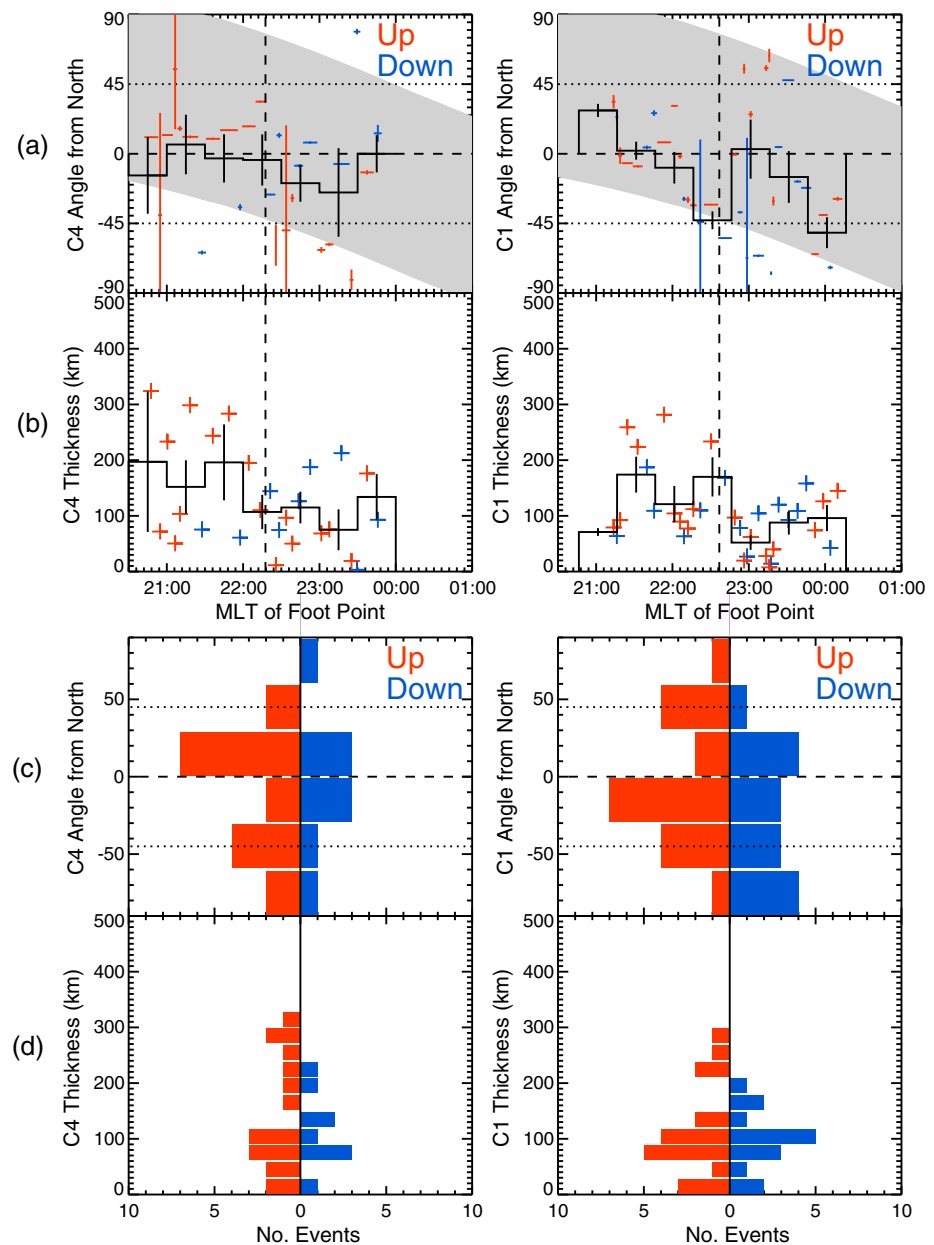 (a)
C4 Angle from North
90
45
0
-45
-90
Up
Down
C1 Angle from North
90
45
0
-45
-90
Up
Down
(b)
C4 Thickness (km)
500
400
300
200
100
0
21:00 22:00 23:00 00:00 01:00
MLT of Foot Point
C1 Thickness (km)
500
400
300
200
100
0
21:00 22:00 23:00 00:00 01:00
MLT of Foot Point
(c)
C4 Angle from North
50
0
-50
Up
Down
C1 Angle from North
50
0
-50
Up
Down
(d)
C4 Thickness (km)
500
400
300
200
100
0
10 5 0 5 10
No. Events
C1 Thickness (km)
500
400
300
200
100
0
10 5 0 5 10
No. Events